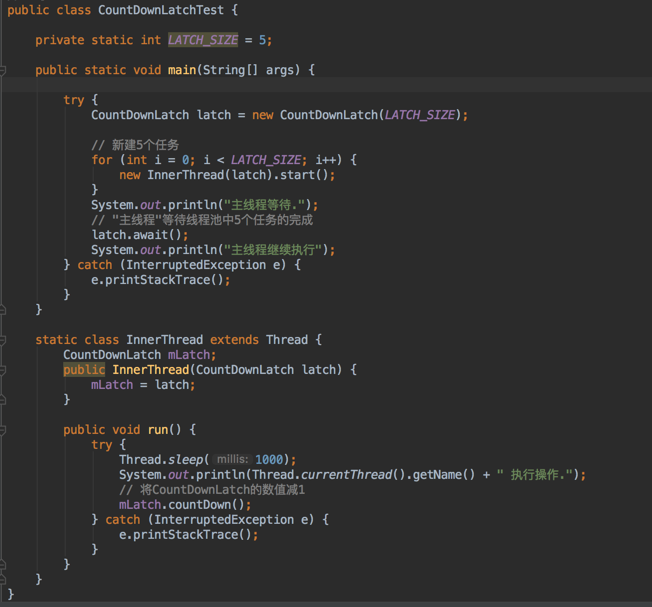 public class CountDownLatchTest {
private static int LATCH_SIZE = 5;
public static void main(String[] args) {
try {
CountDownLatch latch = new CountDownLatch(LATCH_SIZE);
// 新建5个任务
for (int i = 0; i < LATCH_SIZE; i++) {
new InnerThread(latch).start();
}
System.out.println("主线程等待.");
// "主线程"等待线程池中5个任务的完成
latch.await();
System.out.println("主线程继续执行");
} catch (InterruptedException e) {
e.printStackTrace();
}
}
static class InnerThread extends Thread {
CountDownLatch mLatch;
public InnerThread(CountDownLatch latch) {
mLatch = latch;
}
public void run() {
try {
Thread.sleep( millis: 1000);
System.out.println(Thread.currentThread().getName() + " 执行操作.");
// 将CountDownLatch的数值减1
mLatch.countDown();
} catch (InterruptedException e) {
e.printStackTrace();
}
}
}
}